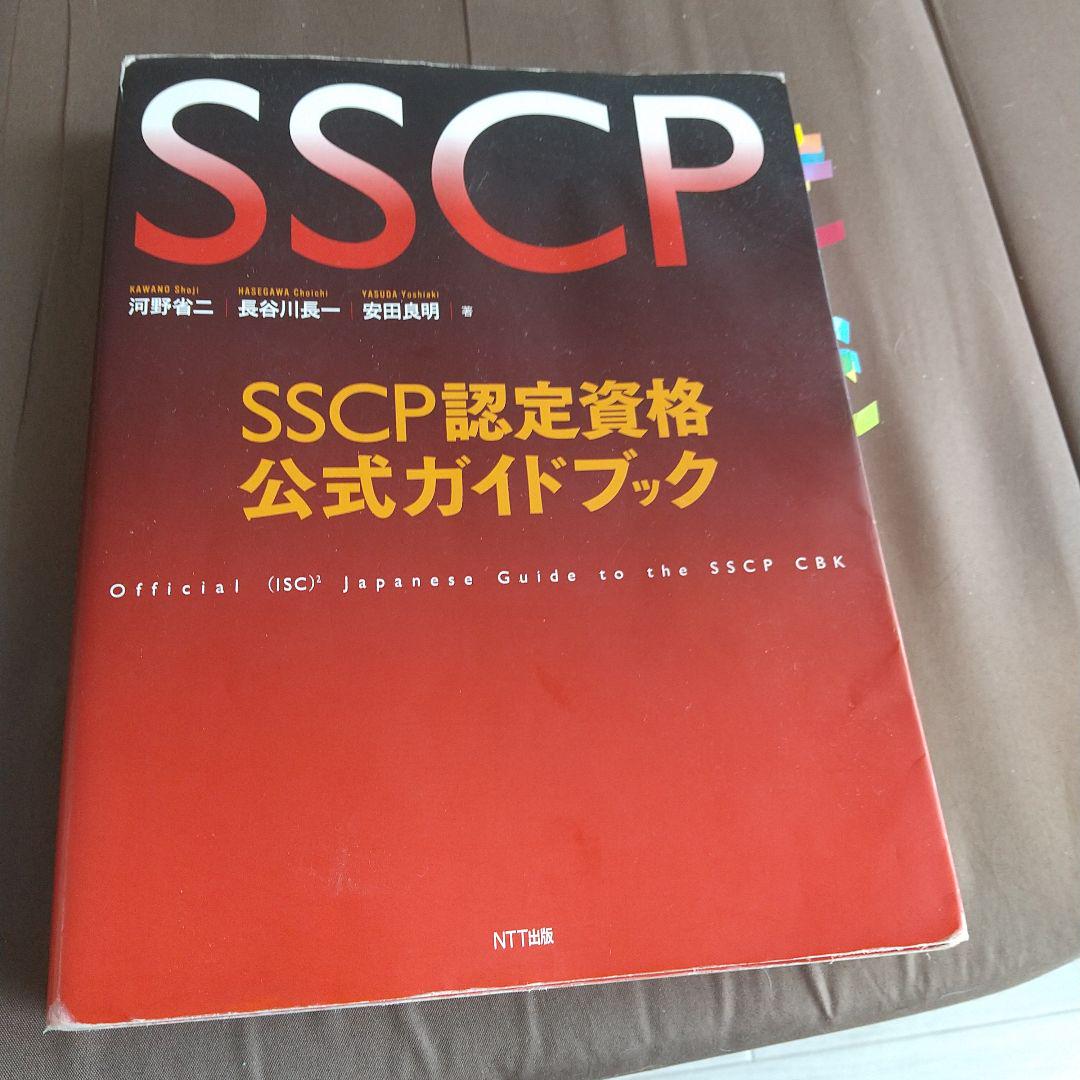 SSCP
KAWANO Shoji HASEGAWA Choichi YASUDA Yoshiaki
河野省二 | 長谷川長一 | 安田良明 | 著
SSCP認定資格
公式ガイドブック
Official (ISC)² Japanese Guide to the SSCP CBK
NTT出版